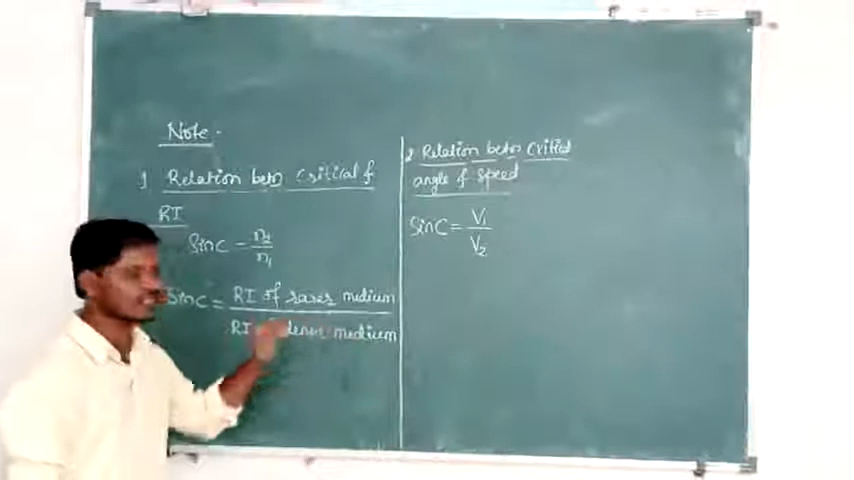 Note.
1 Relation betn Critical &
RI
SinC = n2/n1
SinC = RI of rarer medium / RI of denser medium
2 Relation betn Critical
angle & Speed
SinC = V1/V2